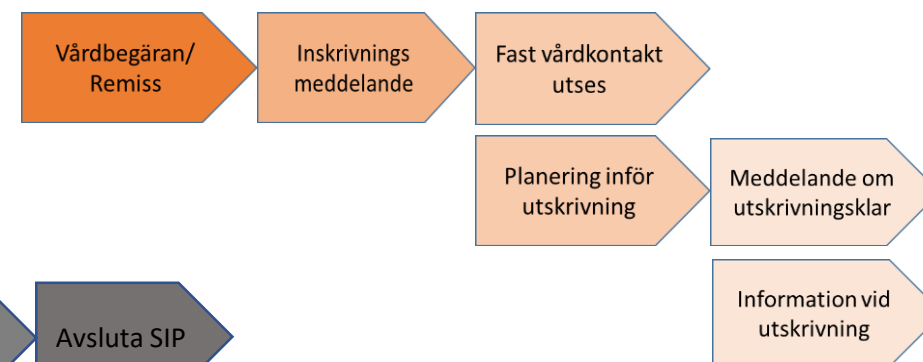 Vårdbegäran/
Remiss
Inskrivnings
meddelande
Fast vårdkontakt
utses
Planering inför
utskrivning
Meddelande om
utskrivningsklar
Information vid
utskrivning
Avsluta SIP